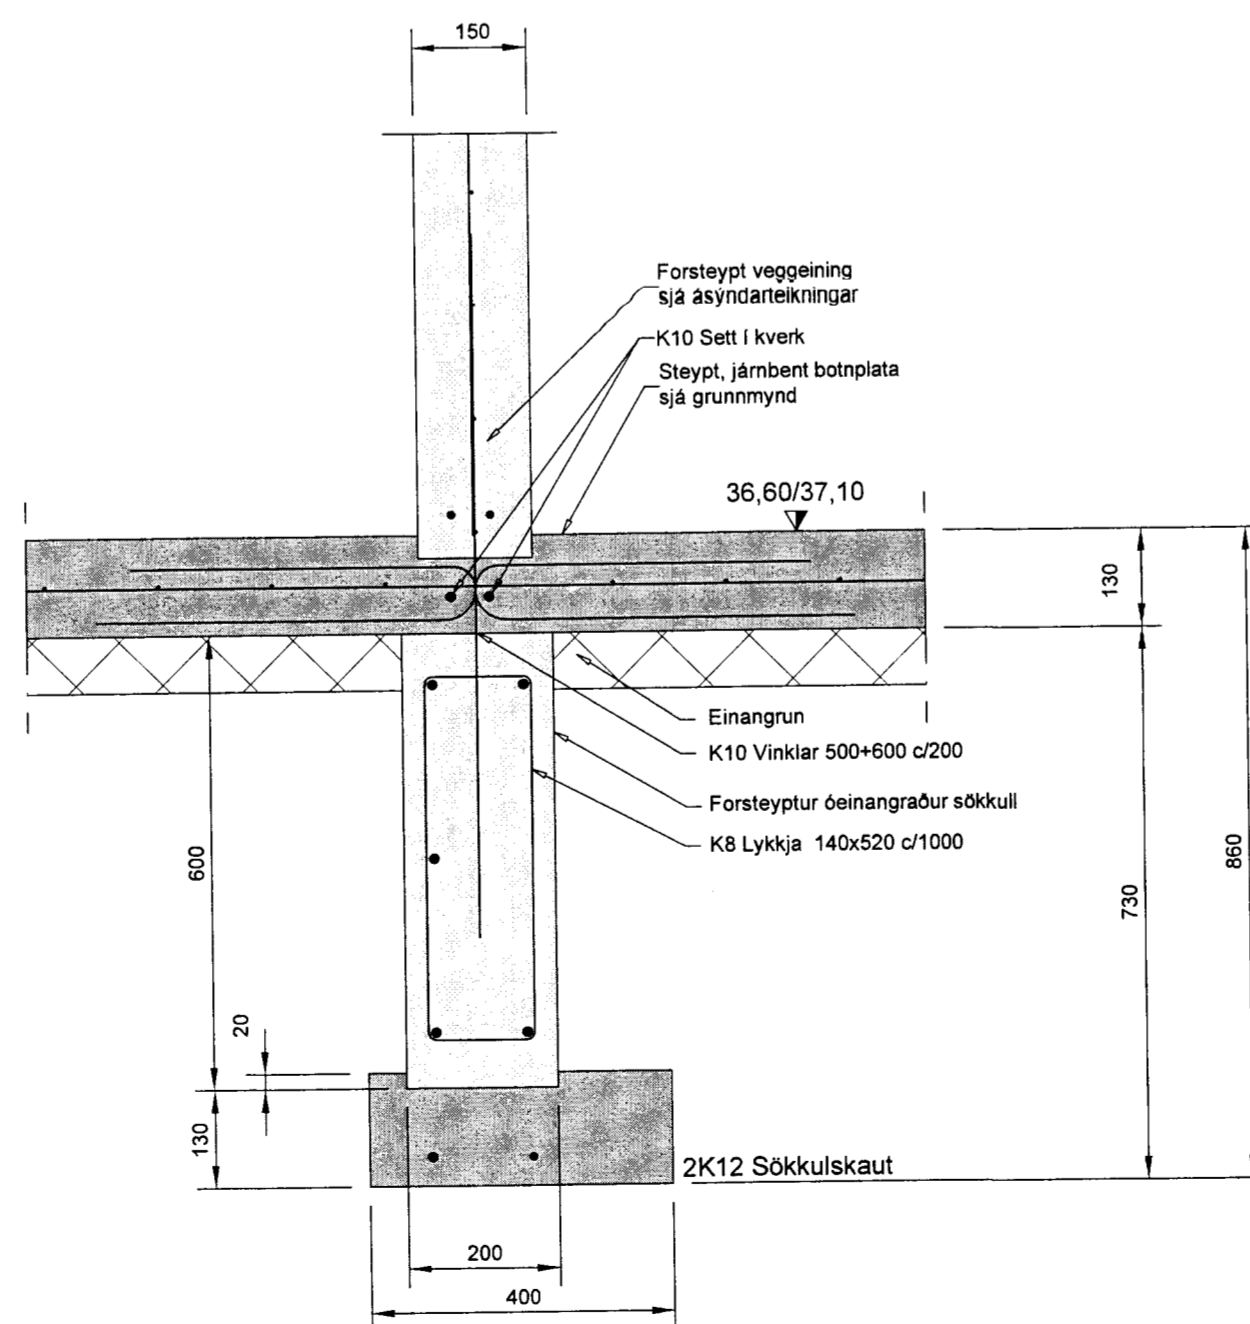 150
Forsteypt veggeining
sjá ásýndarteikningar
K10 Sett í kverk
Steypt, járnbent botnplata
sjá grunnmynd
36,60/37,10
130
Einangrun
K10 Vinklar 500+600 c/200
Forsteyptur óeinangraður sökkull
K8 Lykkja 140x520 c/1000
600
860
730
20
130
2K12 Sökkulskaut
200
400